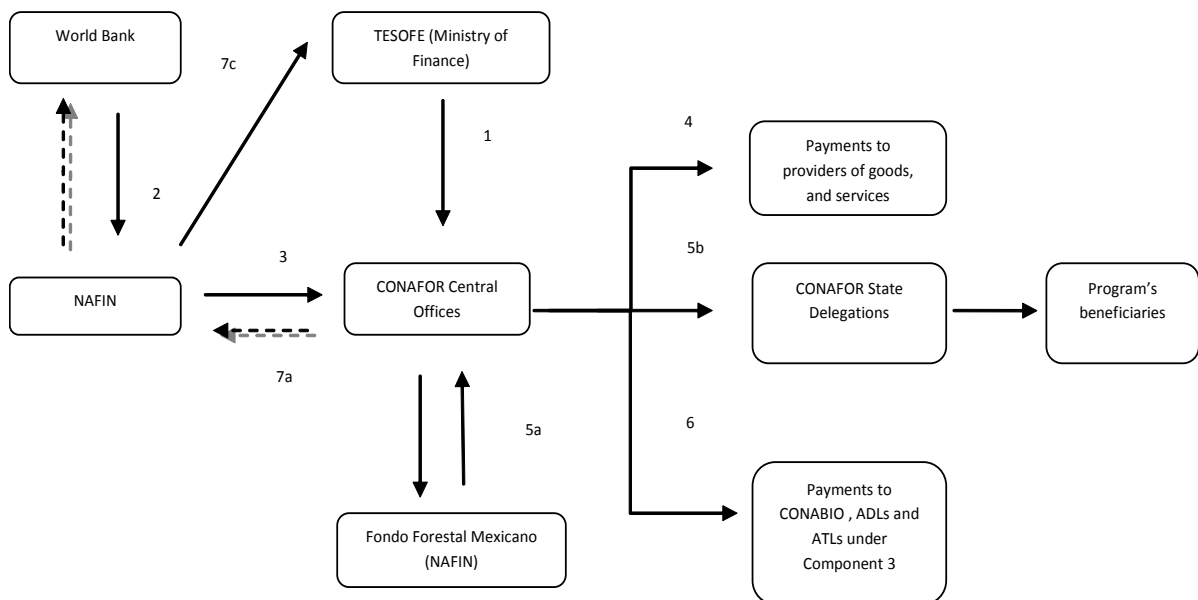 World Bank
TESOFE (Ministry of
Finance)
7c
1
4
Payments to
providers of goods,
and services
2
5b
3
NAFIN
CONAFOR Central
Offices
CONAFOR State
Delegations
Program’s
beneficiaries
7a
5a
6
Payments to
CONABIO , ADLs and
ATLs under
Component 3
Fondo Forestal Mexicano
(NAFIN)